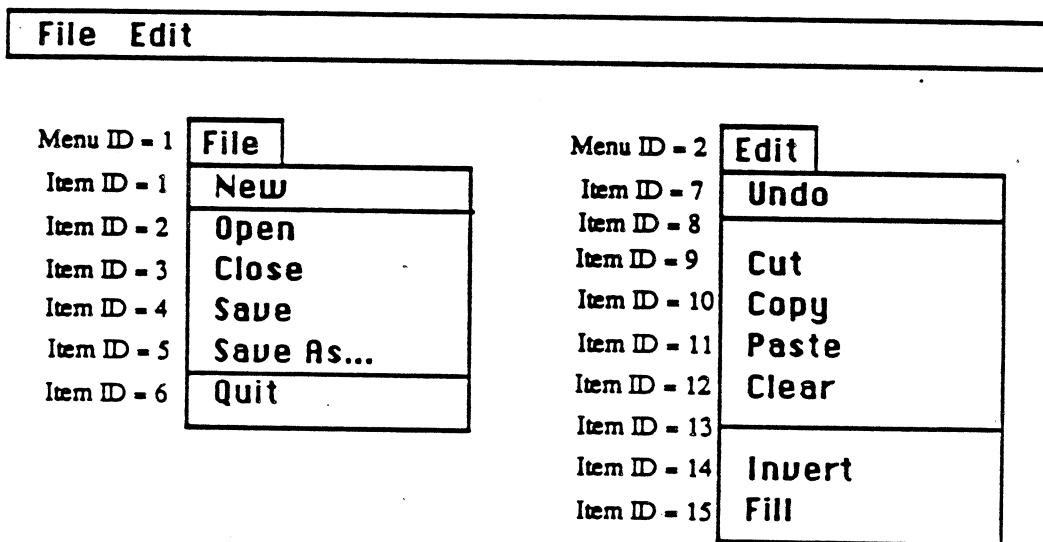 File Edit
Menu ID = 1 File
Item ID = 1 New
Item ID = 2 Open
Item ID = 3 Close
Item ID = 4 Save
Item ID = 5 Save As...
Item ID = 6 Quit
Menu ID = 2 Edit
Item ID = 7 Undo
Item ID = 8
Item ID = 9 Cut
Item ID = 10 Copy
Item ID = 11 Paste
Item ID = 12 Clear
Item ID = 13
Item ID = 14 Invert
Item ID = 15 Fill